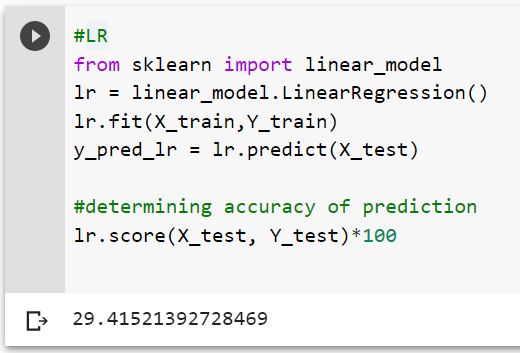 #LR
from sklearn import linear_model
lr = linear_model.LinearRegression()
lr.fit(X_train,Y_train)
y_pred_lr = lr.predict(X_test)
#determining accuracy of prediction
lr.score(X_test, Y_test)*100
29.41521392728469